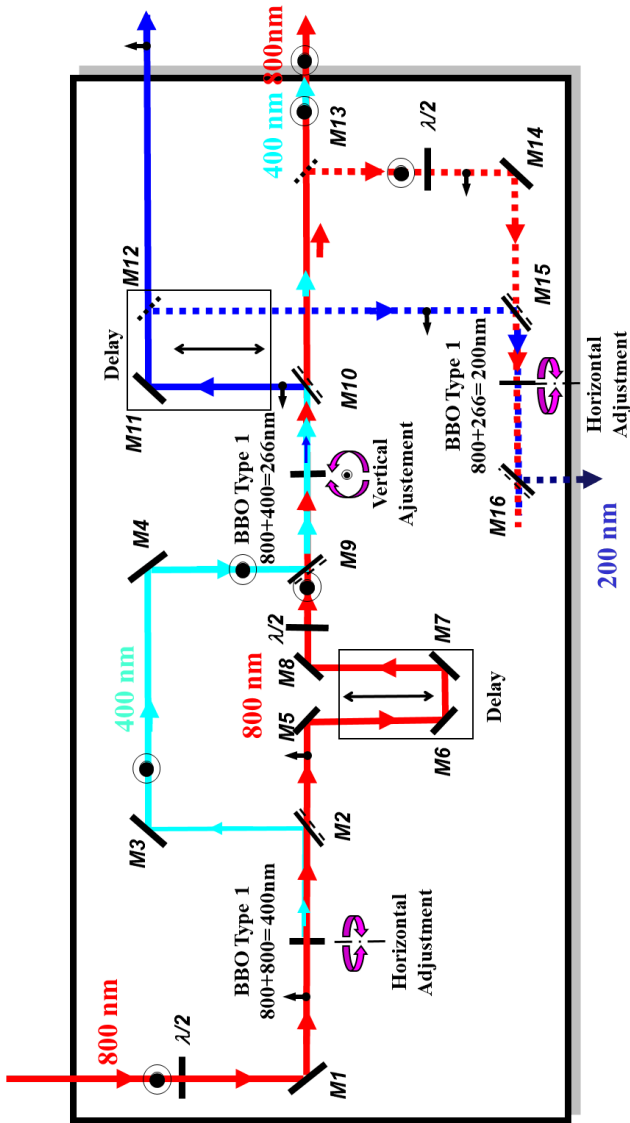 800 nm
λ/2
M1
BBO Type 1
800+800=400nm
Horizontal
Adjustment
M2
M3
400 nm
M4
M5
800 nm
M6
M7
Delay
M8
λ/2
M9
BBO Type 1
800+400=266nm
Vertical
Ajustement
M10
M11
Delay
M12
400 nm
800nm
M13
λ/2
M14
M15
BBO Type 1
800+266=200nm
Horizontal
Adjustment
M16
200 nm